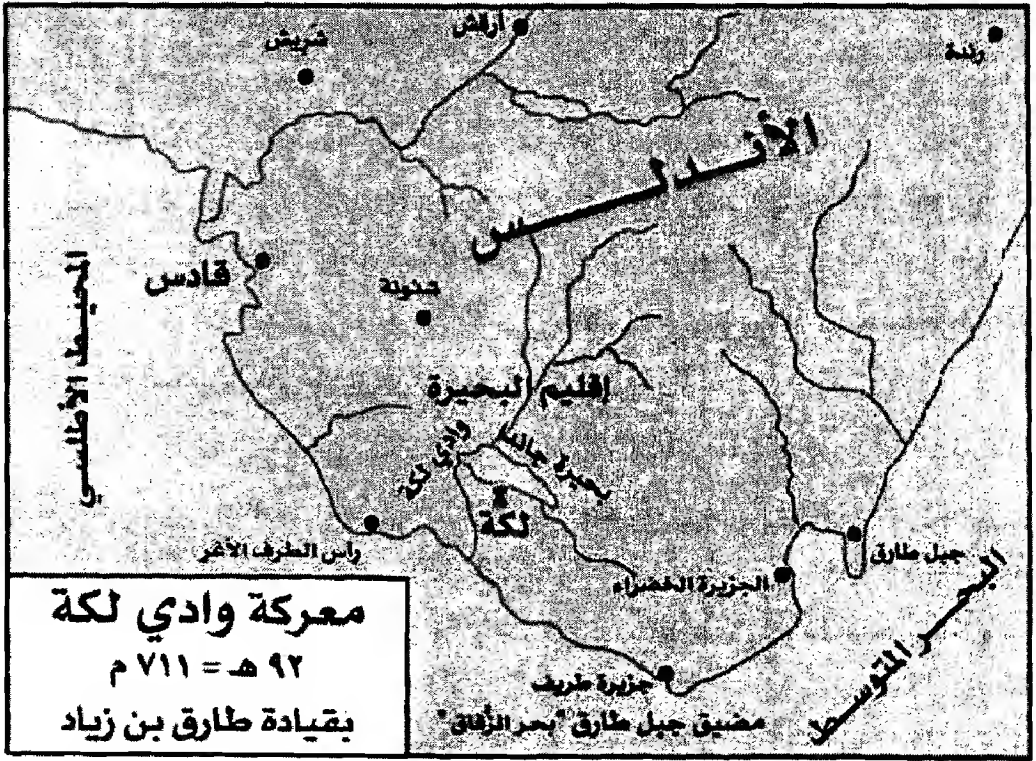 أركش
شريش
رندة
الأندلس
قادس
شذونة
المحيط الأطلسي
إقليم البحيرة
وادي لكة
بحيرة جاندا
لكة
رأس الطرف الأغر
جبل طارق
الجزيرة الخضراء
البحر المتوسط
جزيرة طريف
مضيق جبل طارق "بحر الزقاق"
معركة وادي لكة
٩٢ هـ = ٧١١ م
بقيادة طارق بن زياد